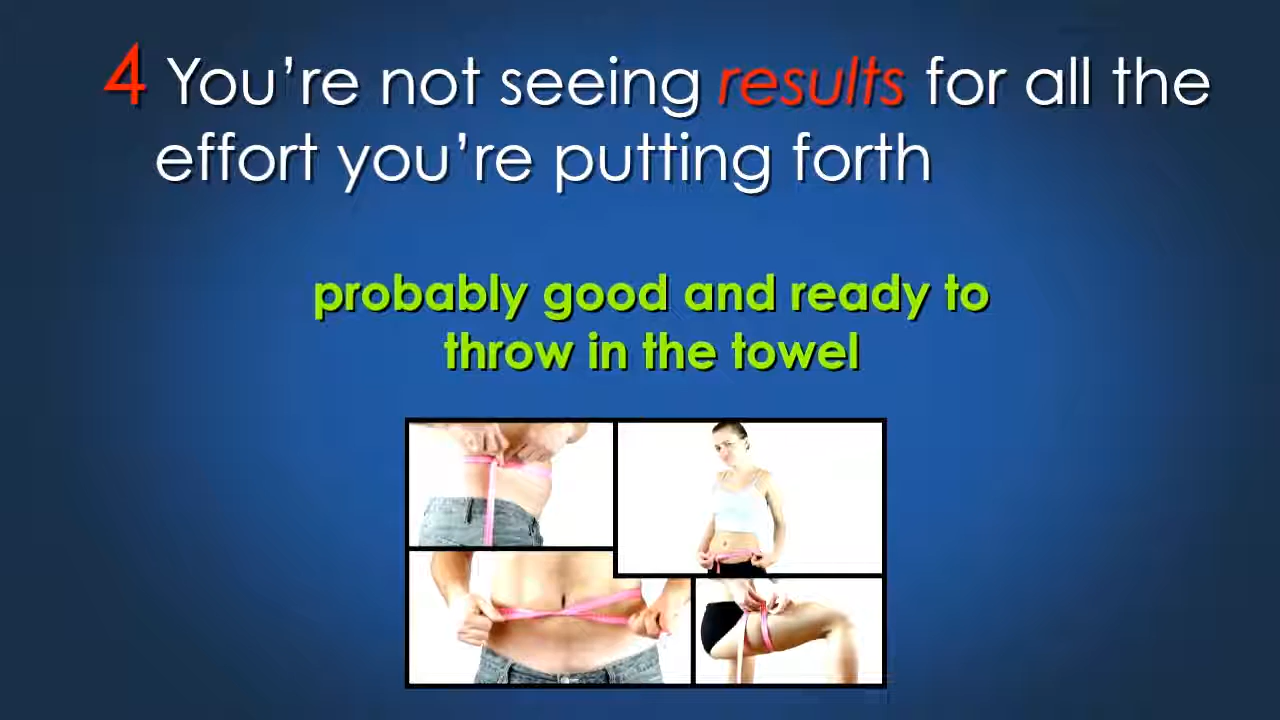 4 You’re not seeing results for all the
effort you’re putting forth
probably good and ready to
throw in the towel